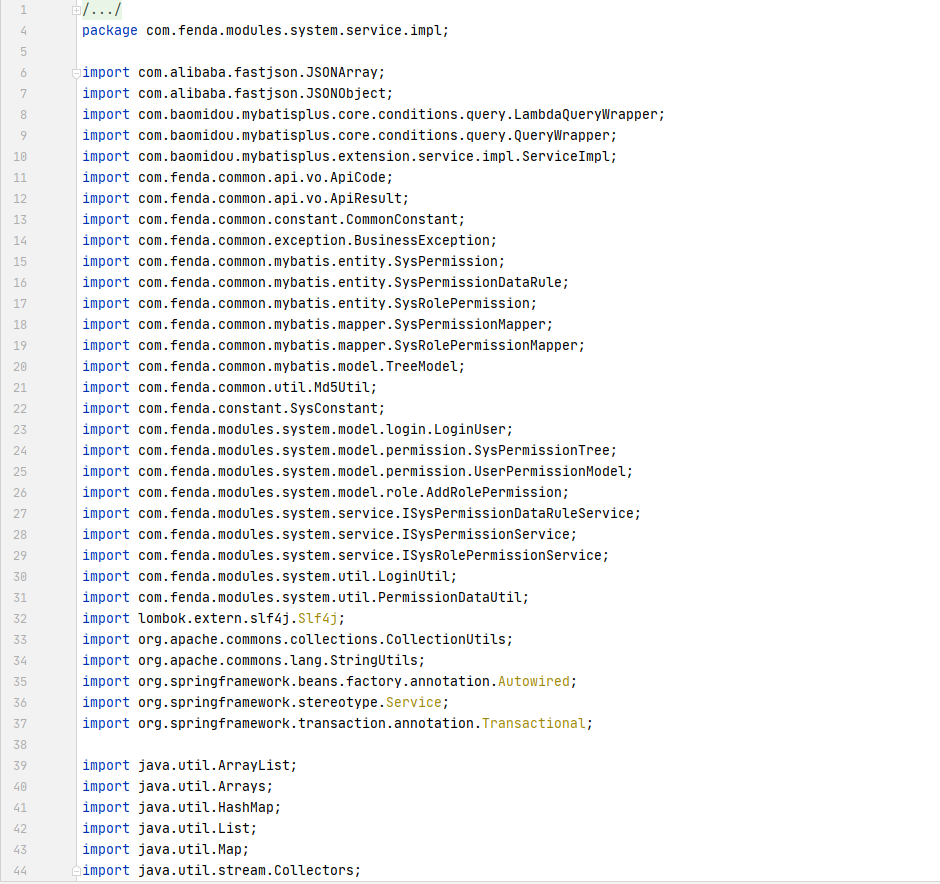 1 /.../
4 package com.fenda.modules.system.service.impl;
5
6 import com.alibaba.fastjson.JSONArray;
7 import com.alibaba.fastjson.JSONObject;
8 import com.baomidou.mybatisplus.core.conditions.query.LambdaQueryWrapper;
9 import com.baomidou.mybatisplus.core.conditions.query.QueryWrapper;
10 import com.baomidou.mybatisplus.extension.service.impl.ServiceImpl;
11 import com.fenda.common.api.vo.ApiCode;
12 import com.fenda.common.api.vo.ApiResult;
13 import com.fenda.common.constant.CommonConstant;
14 import com.fenda.common.exception.BusinessException;
15 import com.fenda.common.mybatis.entity.SysPermission;
16 import com.fenda.common.mybatis.entity.SysPermissionDataRule;
17 import com.fenda.common.mybatis.entity.SysRolePermission;
18 import com.fenda.common.mybatis.mapper.SysPermissionMapper;
19 import com.fenda.common.mybatis.mapper.SysRolePermissionMapper;
20 import com.fenda.common.mybatis.model.TreeModel;
21 import com.fenda.common.util.Md5Util;
22 import com.fenda.constant.SysConstant;
23 import com.fenda.modules.system.model.login.LoginUser;
24 import com.fenda.modules.system.model.permission.SysPermissionTree;
25 import com.fenda.modules.system.model.permission.UserPermissionModel;
26 import com.fenda.modules.system.model.role.AddRolePermission;
27 import com.fenda.modules.system.service.ISysPermissionDataRuleService;
28 import com.fenda.modules.system.service.ISysPermissionService;
29 import com.fenda.modules.system.service.ISysRolePermissionService;
30 import com.fenda.modules.system.util.LoginUtil;
31 import com.fenda.modules.system.util.PermissionDataUtil;
32 import lombok.extern.slf4j.Slf4j;
33 import org.apache.commons.collections.CollectionUtils;
34 import org.apache.commons.lang.StringUtils;
35 import org.springframework.beans.factory.annotation.Autowired;
36 import org.springframework.stereotype.Service;
37 import org.springframework.transaction.annotation.Transactional;
38
39 import java.util.ArrayList;
40 import java.util.Arrays;
41 import java.util.HashMap;
42 import java.util.List;
43 import java.util.Map;
44 import java.util.stream.Collectors;